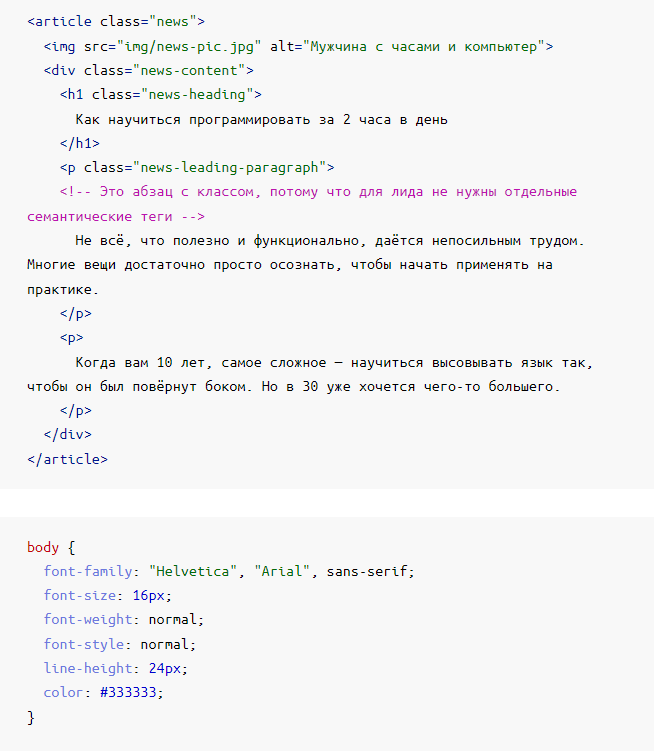 <article class="news">
<img src="img/news-pic.jpg" alt="Мужчина с часами и компьютер">
<div class="news-content">
<h1 class="news-heading">
Как научиться программировать за 2 часа в день
</h1>
<p class="news-leading-paragraph">
<!-- Это абзац с классом, потому что для лида не нужны отдельные
семантические теги -->
Не всё, что полезно и функционально, даётся непосильным трудом.
Многие вещи достаточно просто осознать, чтобы начать применять на
практике.
</p>
<p>
Когда вам 10 лет, самое сложное — научиться высовывать язык так,
чтобы он был повёрнут боком. Но в 30 уже хочется чего-то большего.
</p>
</div>
</article>
body {
font-family: "Helvetica", "Arial", sans-serif;
font-size: 16px;
font-weight: normal;
font-style: normal;
line-height: 24px;
color: #333333;
}